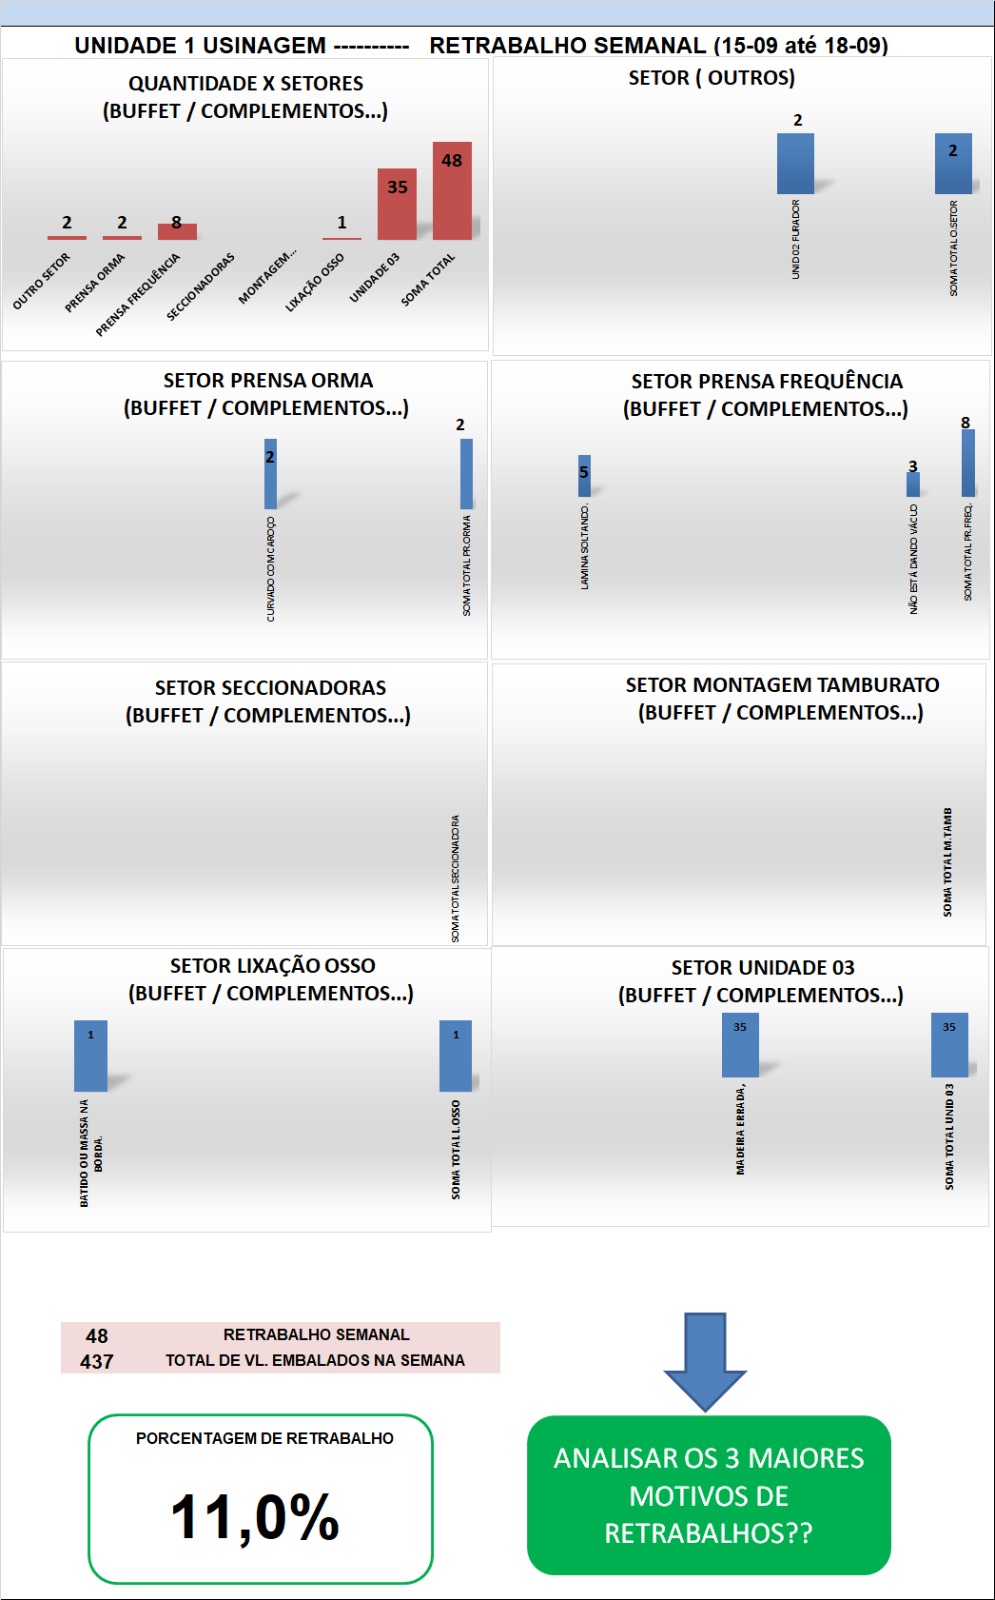 UNIDADE 1 USINAGEM ---------- RETRABALHO SEMANAL (15-09 até 18-09)
QUANTIDADE X SETORES
(BUFFET / COMPLEMENTOS...)
2
2
8
1
35
48
OUTRO SETOR
PRENSA ORMA
PRENSA FREQUÊNCIA
SECCIONADORAS
MONTAGEM...
LIXAÇÃO OSSO
UNIDADE 03
SOMA TOTAL
SETOR ( OUTROS)
2
2
UNID 02 FURADOR
SOMA TOTAL O.SETOR
SETOR PRENSA ORMA
(BUFFET / COMPLEMENTOS...)
2
2
CURVADO COM CAROÇO
SOMA TOTAL PR.ORMA
SETOR PRENSA FREQUÊNCIA
(BUFFET / COMPLEMENTOS...)
5
3
8
LAMINA SOLTANDO.
NÃO ESTÁ DANDO VÁCUO
SOMA TOTAL PR.FREQ.
SETOR SECCIONADORAS
(BUFFET / COMPLEMENTOS...)
SOMA TOTAL SECCIONADORA
SETOR MONTAGEM TAMBURATO
(BUFFET / COMPLEMENTOS...)
SOMA TOTAL M.TAMB
SETOR LIXAÇÃO OSSO
(BUFFET / COMPLEMENTOS...)
1
1
BATIDO OU MASSA NA
BORDA.
SOMA TOTAL L.OSSO
SETOR UNIDADE 03
(BUFFET / COMPLEMENTOS...)
35
35
MADEIRA ERRADA,
SOMA TOTAL UNID 03
48 RETRABALHO SEMANAL
437 TOTAL DE VL. EMBALADOS NA SEMANA
PORCENTAGEM DE RETRABALHO
11,0%
ANALISAR OS 3 MAIORES
MOTIVOS DE
RETRABALHOS??